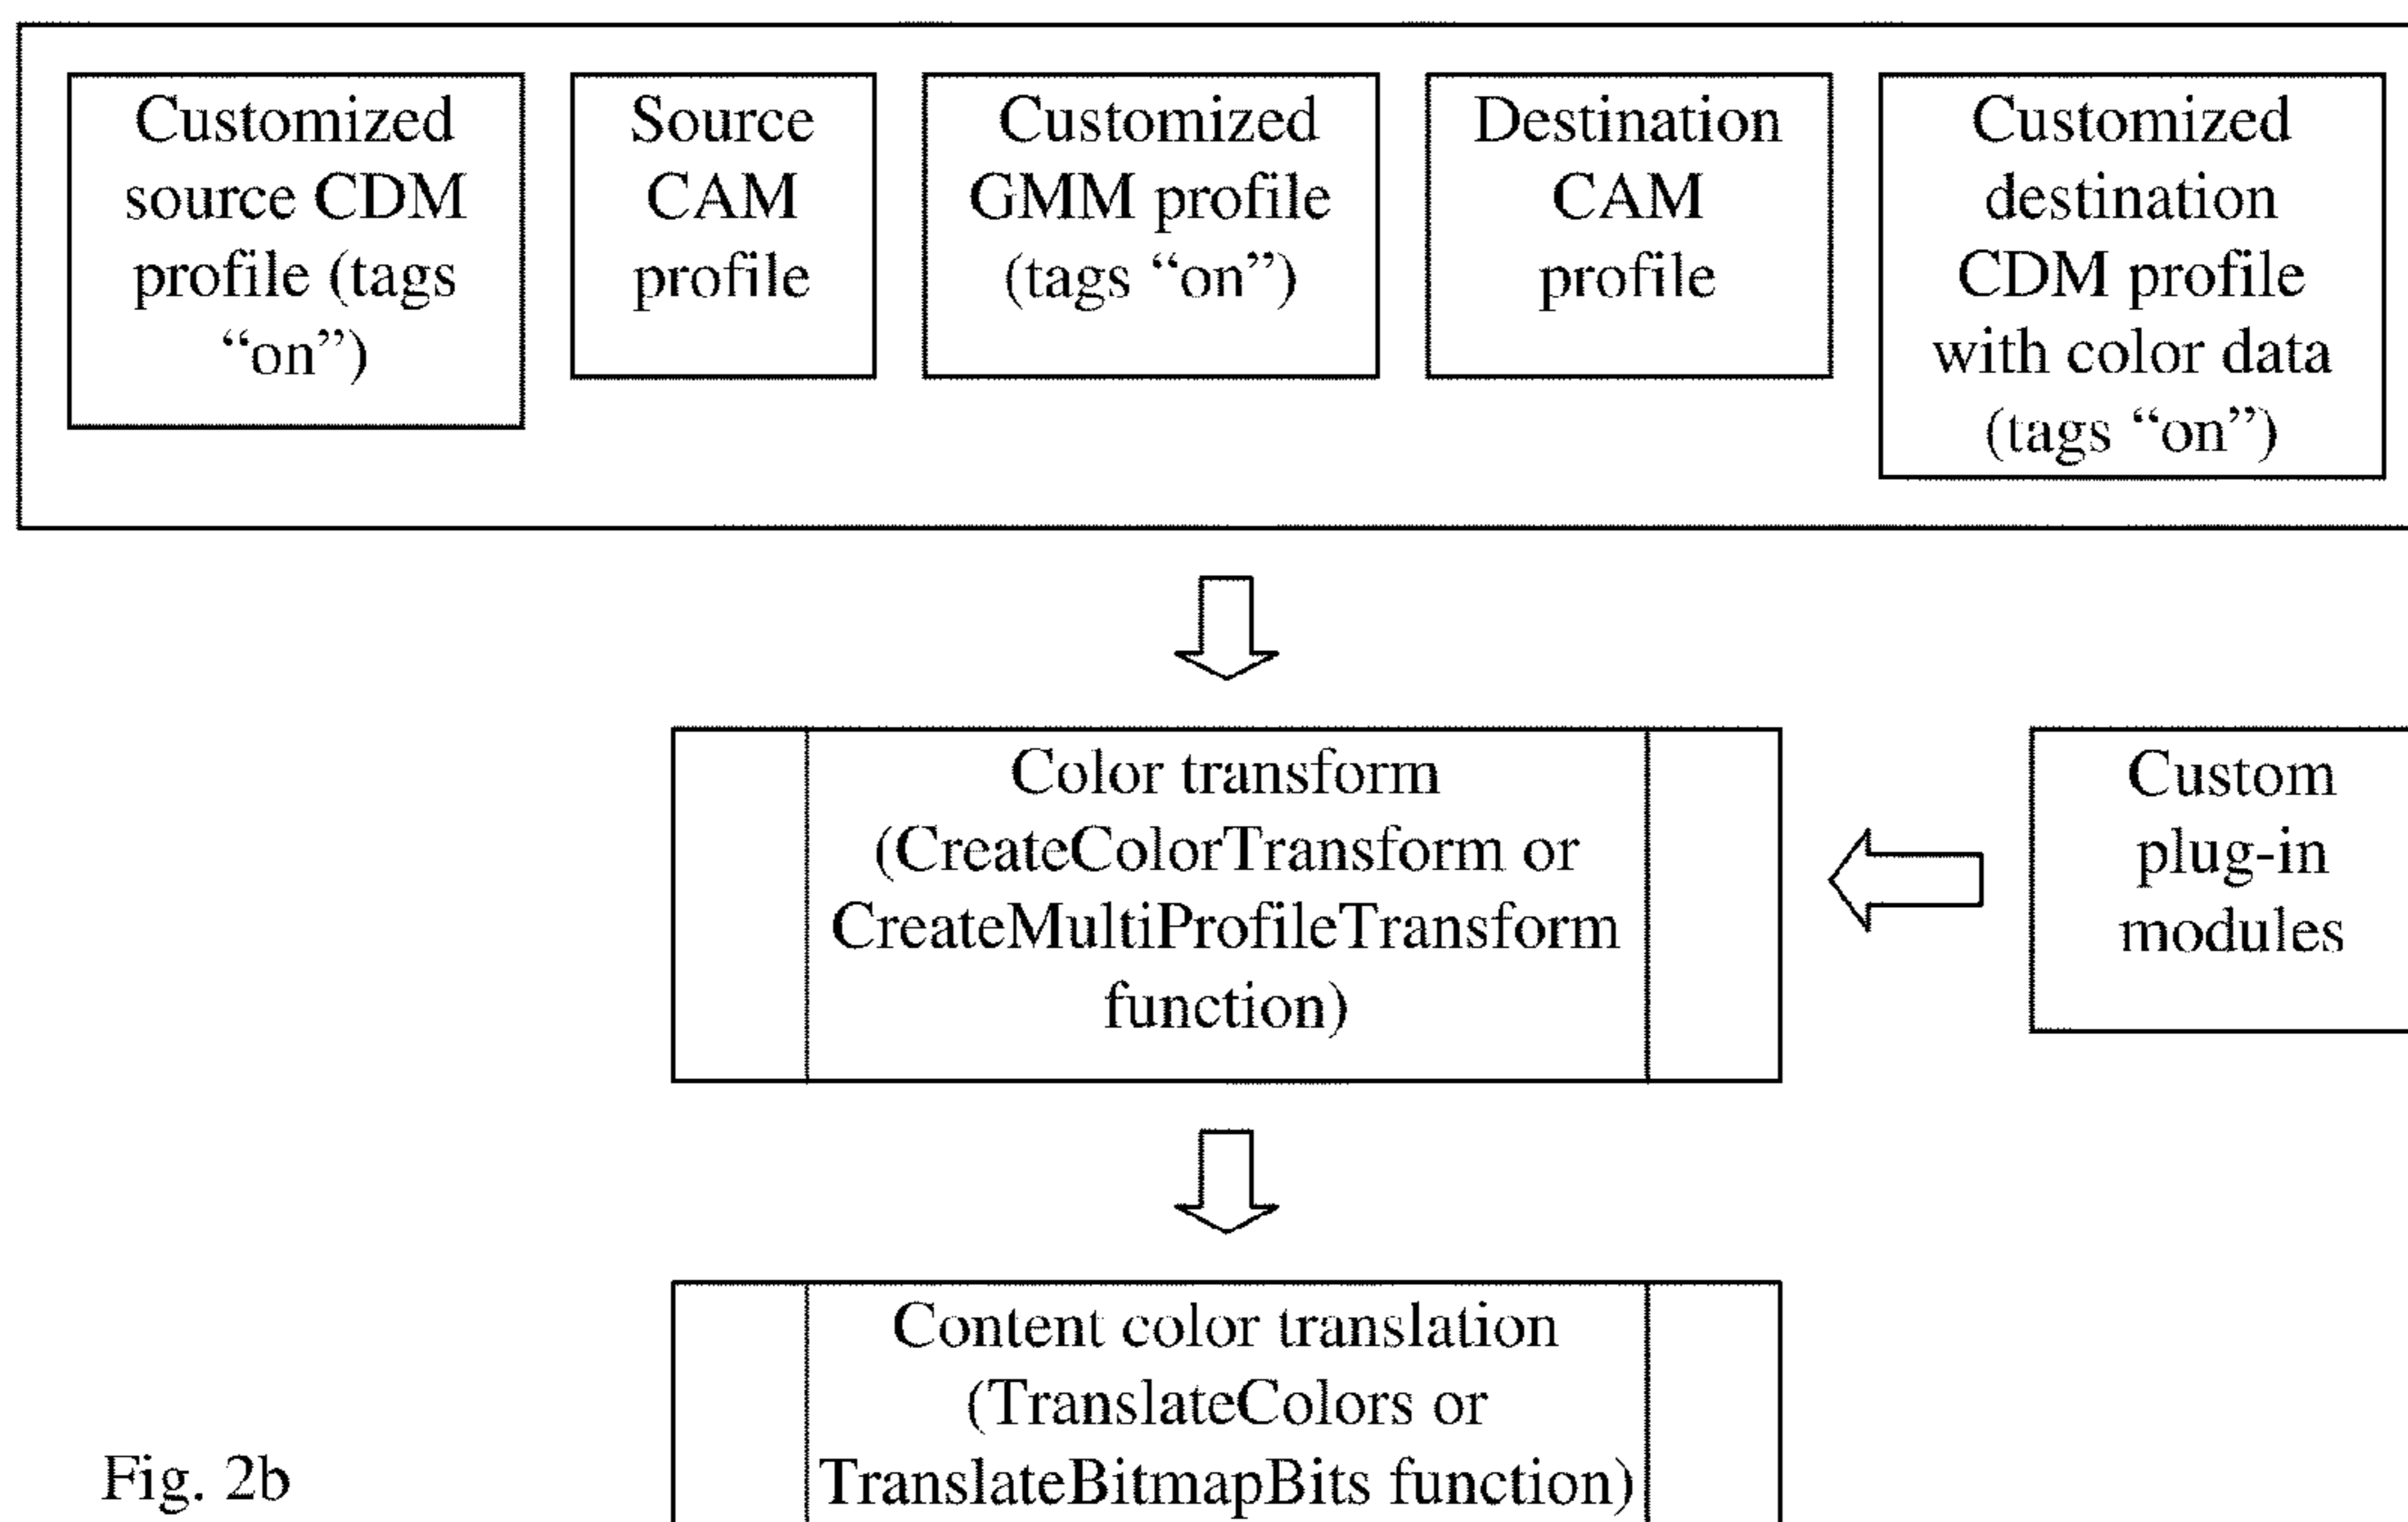 Customized
source CDM
profile (tags
“on”)
Source
CAM
profile
Customized
GMM profile
(tags “on”)
Destination
CAM
profile
Customized
destination
CDM profile
with color data
(tags “on”)
Color transform
(CreateColorTransform or
CreateMultiProfileTransform
function)
Custom
plug-in
modules
Content color translation
(TranslateColors or
TranslateBitmapBits function)
Fig. 2b